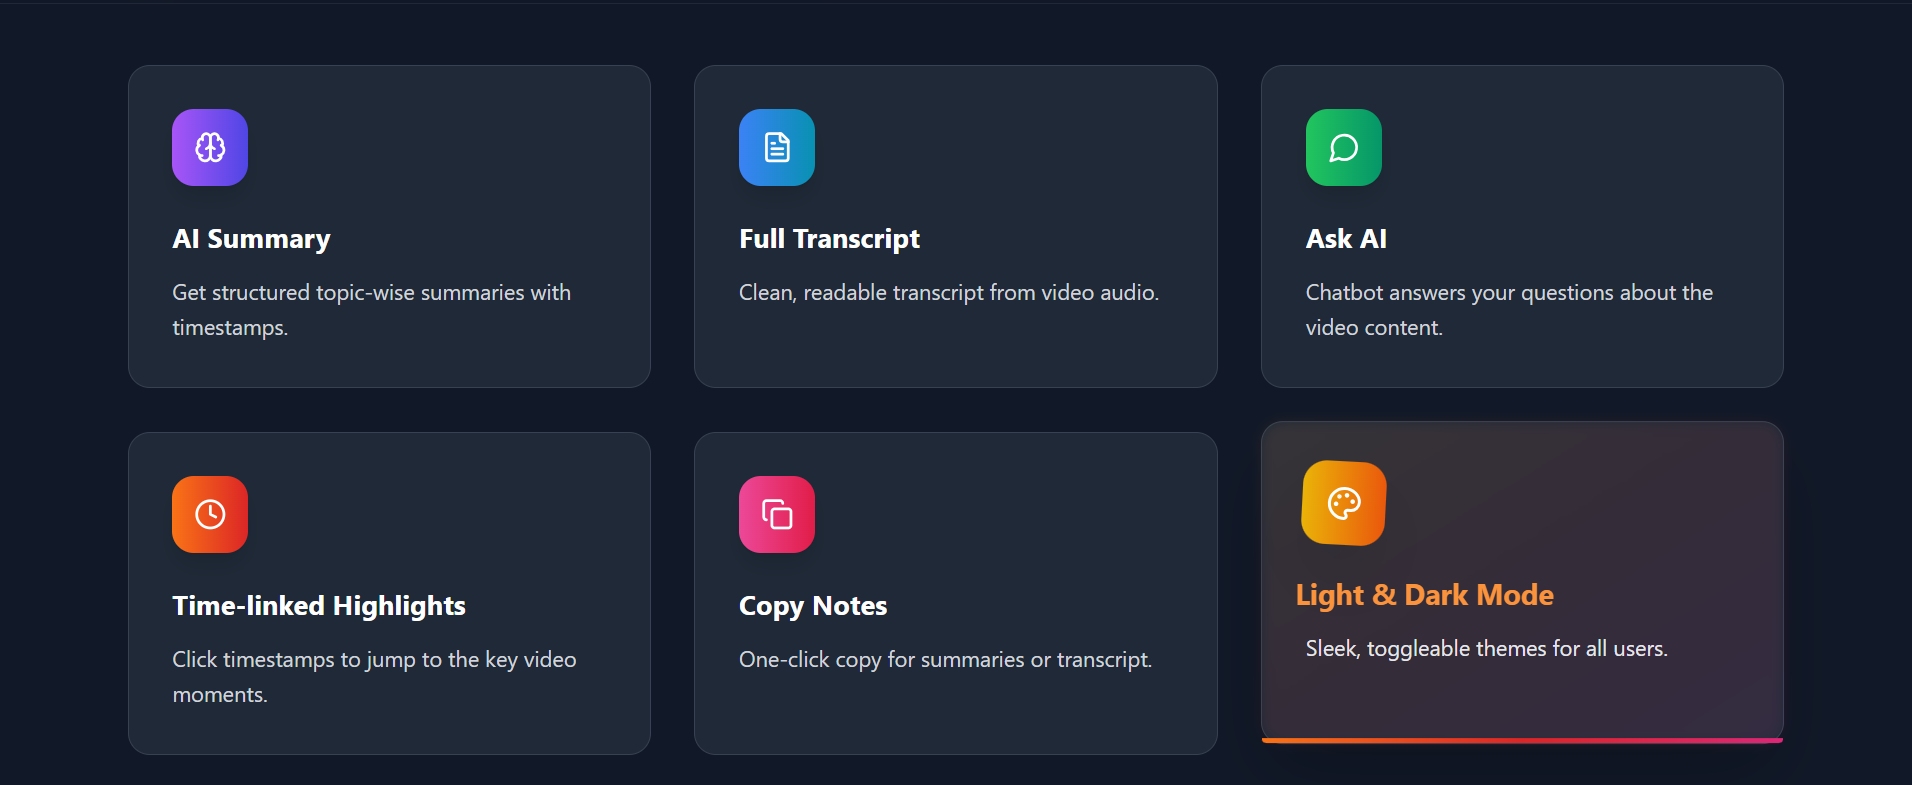 AI Summary
Get structured topic-wise summaries with
timestamps.
Full Transcript
Clean, readable transcript from video audio.
Ask AI
Chatbot answers your questions about the
video content.
Time-linked Highlights
Click timestamps to jump to the key video
moments.
Copy Notes
One-click copy for summaries or transcript.
Light & Dark Mode
Sleek, toggleable themes for all users.